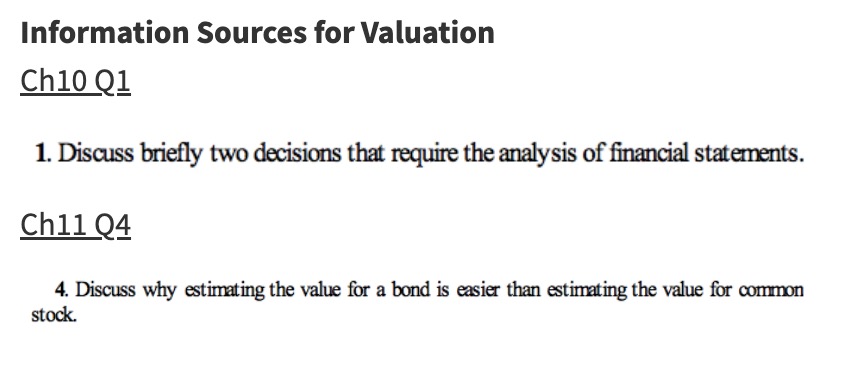 Information Sources for Valuation
Ch10 Q1
1. Discuss briefly two decisions that require the analysis of financial statements.
Ch11 Q4
4. Discuss why estimating the value for a bond is easier than estimating the value for common
stock.